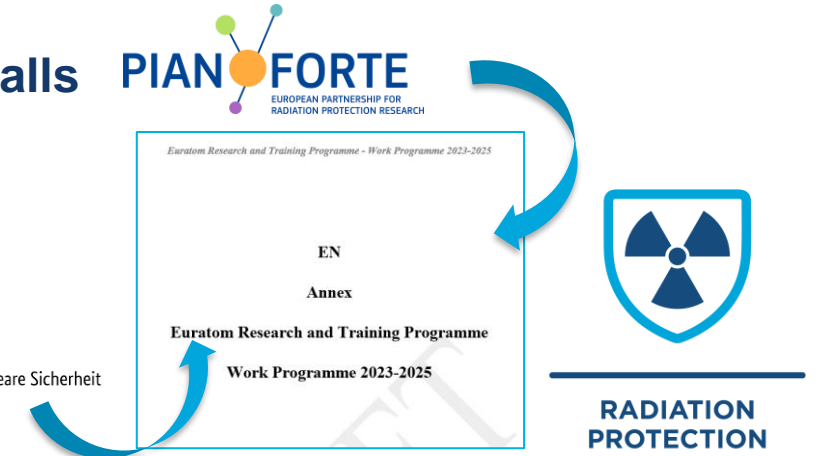 alls
PIANOFORTE
EUROPEAN PARTNERSHIP FOR
RADIATION PROTECTION RESEARCH
Euratom Research and Training Programme - Work Programme 2023-2025
EN
Annex
Euratom Research and Training Programme
Work Programme 2023-2025
eare Sicherheit
RADIATION
PROTECTION